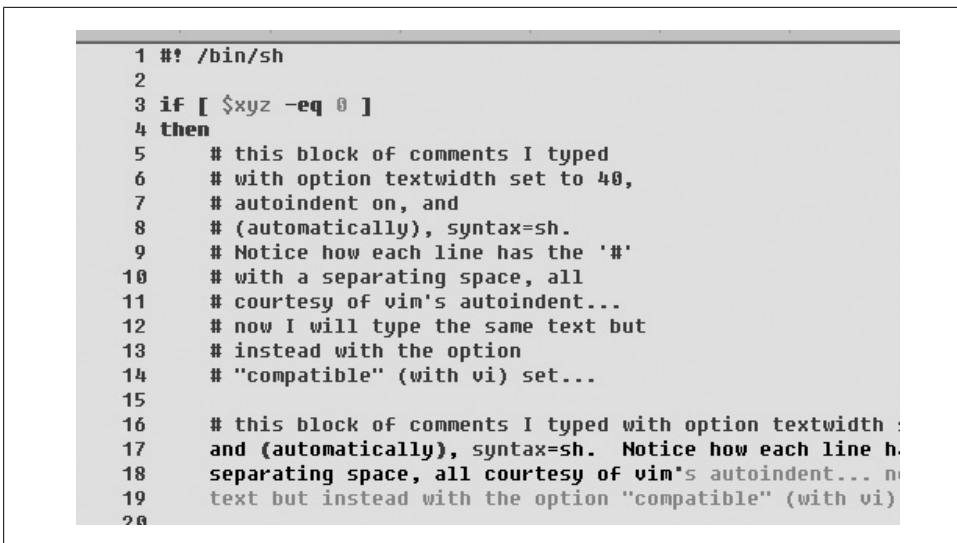 1 #! /bin/sh
2
3 if [ $xyz -eq 0 ]
4 then
5     # this block of comments I typed
6     # with option textwidth set to 40,
7     # autoindent on, and
8     # (automatically), syntax=sh.
9     # Notice how each line has the '#'
10     # with a separating space, all
11     # courtesy of vim's autoindent...
12     # now I will type the same text but
13     # instead with the option
14     # "compatible" (with vi) set...
15
16     # this block of comments I typed with option textwidth
17     and (automatically), syntax=sh.  Notice how each line
18     separating space, all courtesy of vim's autoindent...
19     text but instead with the option "compatible" (with vi)
20